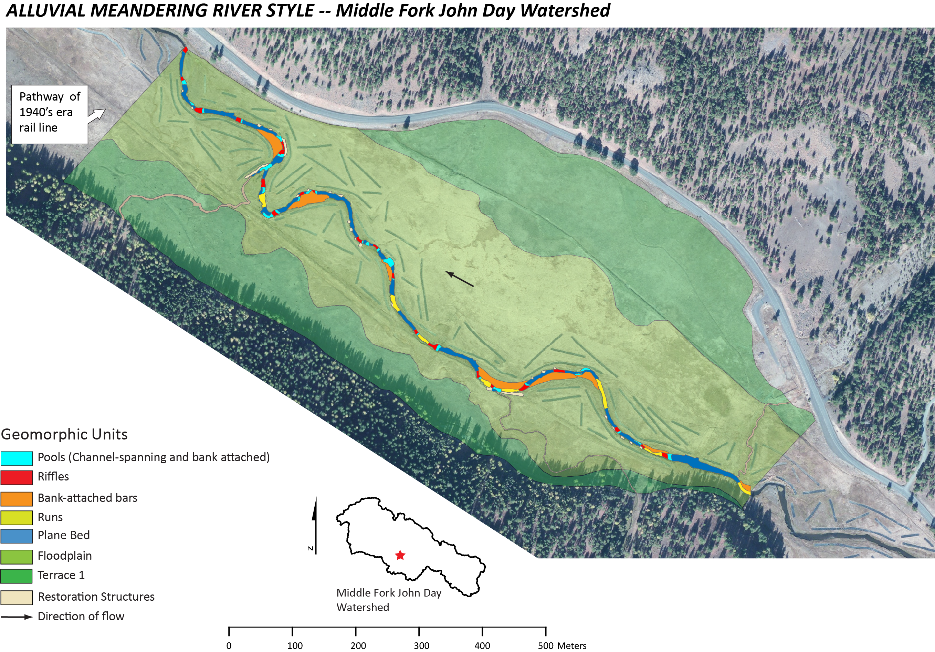 ALLUVIAL MEANDERING RIVER STYLE -- Middle Fork John Day Watershed
Pathway of
1940's era
rail line
Geomorphic Units
Pools (Channel-spanning and bank attached)
Riffles
Bank-attached bars
Runs
Plane Bed
Floodplain
Terrace 1
Restoration Structures
Direction of flow
N
Middle Fork John Day
Watershed
0 100 200 300 400 500 Meters